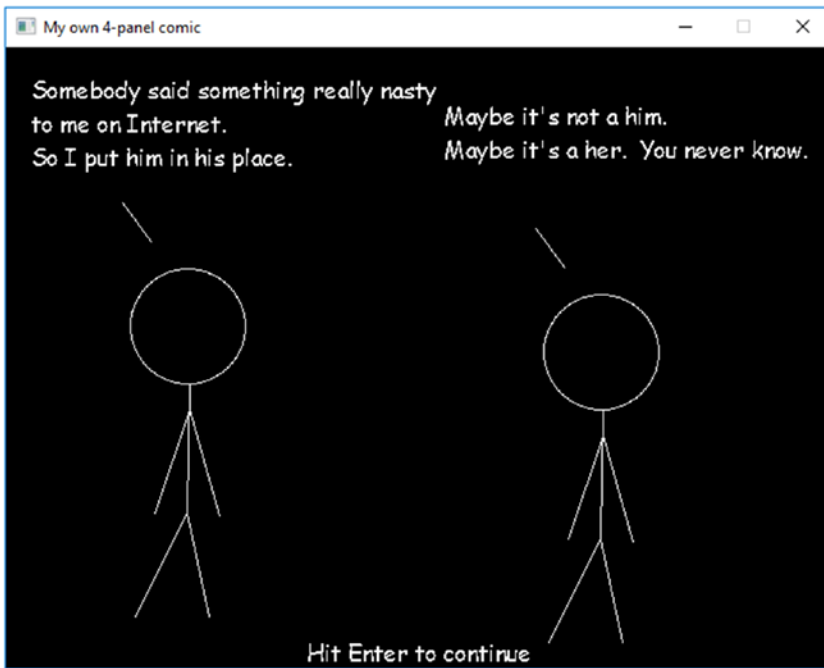 My own 4-panel comic
Somebody said something really nasty
to me on Internet.
So I put him in his place.
Maybe it's not a him.
Maybe it's a her.  You never know.
Hit Enter to continue